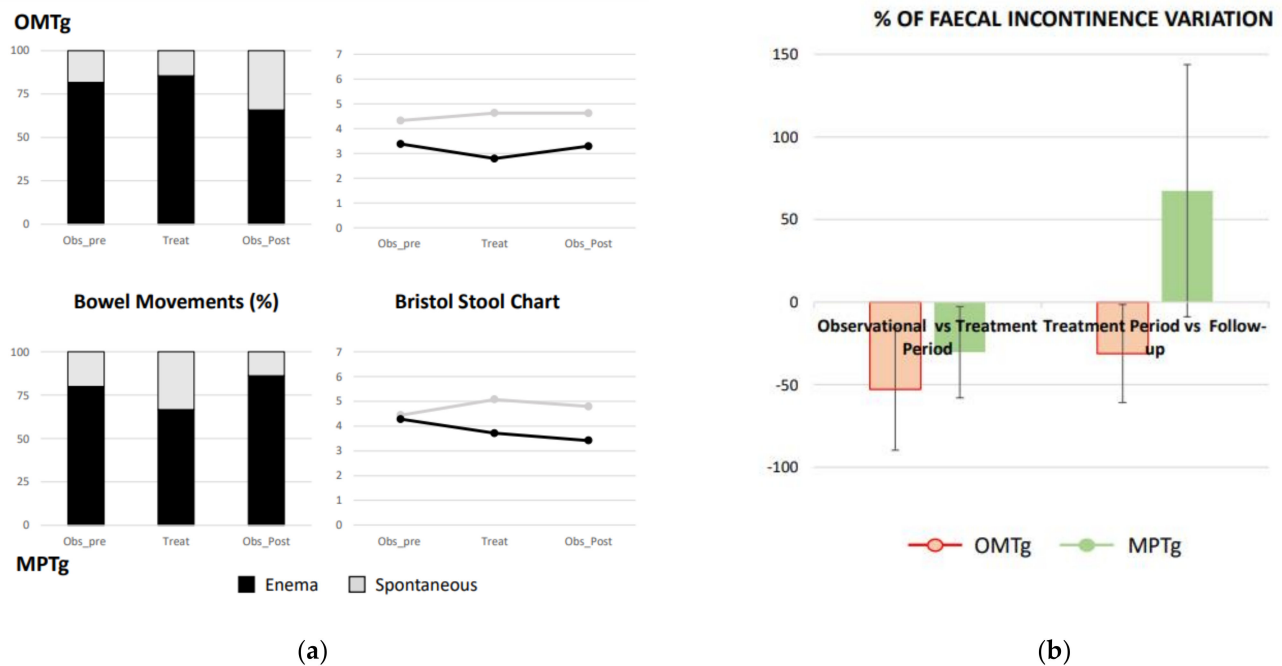 OMTg
100
75
50
25
0
Obs_pre Treat Obs_Post
7
6
5
4
3
2
1
0
Obs_pre Treat Obs_Post
Bowel Movements (%)
Bristol Stool Chart
100
75
50
25
0
Obs_pre Treat Obs_Post
7
6
5
4
3
2
1
0
Obs_pre Treat Obs_Post
MPTg
Enema Spontaneous
(a)
% OF FAECAL INCONTINENCE VARIATION
150
100
50
0
-50
-100
Observational vs Treatment
Period
Treatment Period vs Follow-
up
OMTg MPTg
(b)